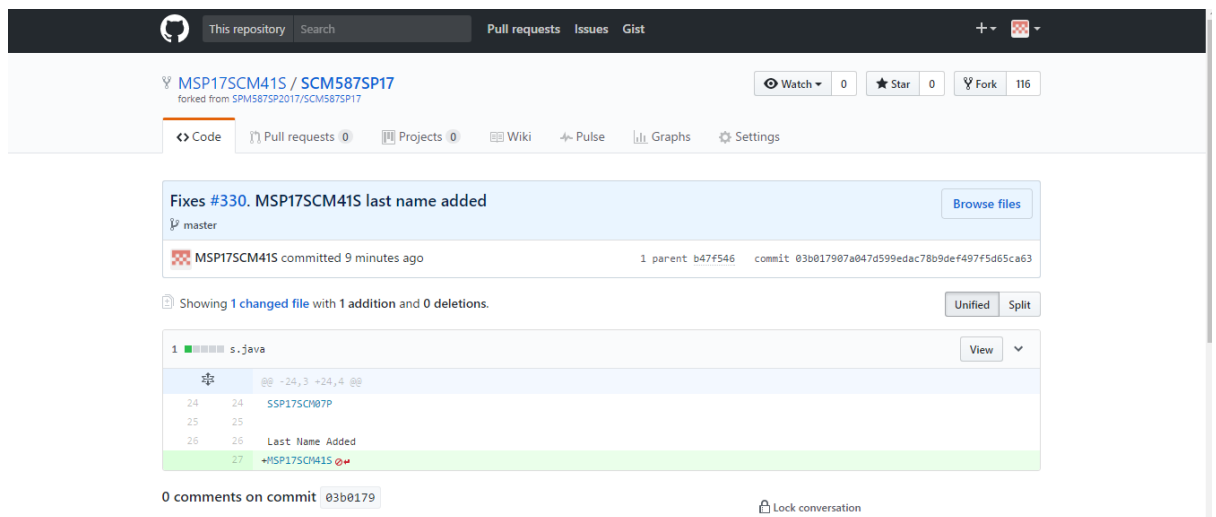 This repository Search Pull requests Issues Gist
MSP17SCM41S / SCM587SP17 Watch 0 Star 0 Fork 116
forked from SPM587SP2017/SCM587SP17
Code Pull requests 0 Projects 0 Wiki Pulse Graphs Settings
Fixes #330. MSP17SCM41S last name added Browse files
master
MSP17SCM41S committed 9 minutes ago 1 parent b47f546 commit 03b017907a047d599edac78b9def497f5d65ca63
Showing 1 changed file with 1 addition and 0 deletions. Unified Split
1 s.java View
@@ -24,3 +24,4 @@
24 24 SSP17SCM07P
25 25
26 26 Last Name Added
27 +MSP17SCM41S
0 comments on commit 03b0179 Lock conversation